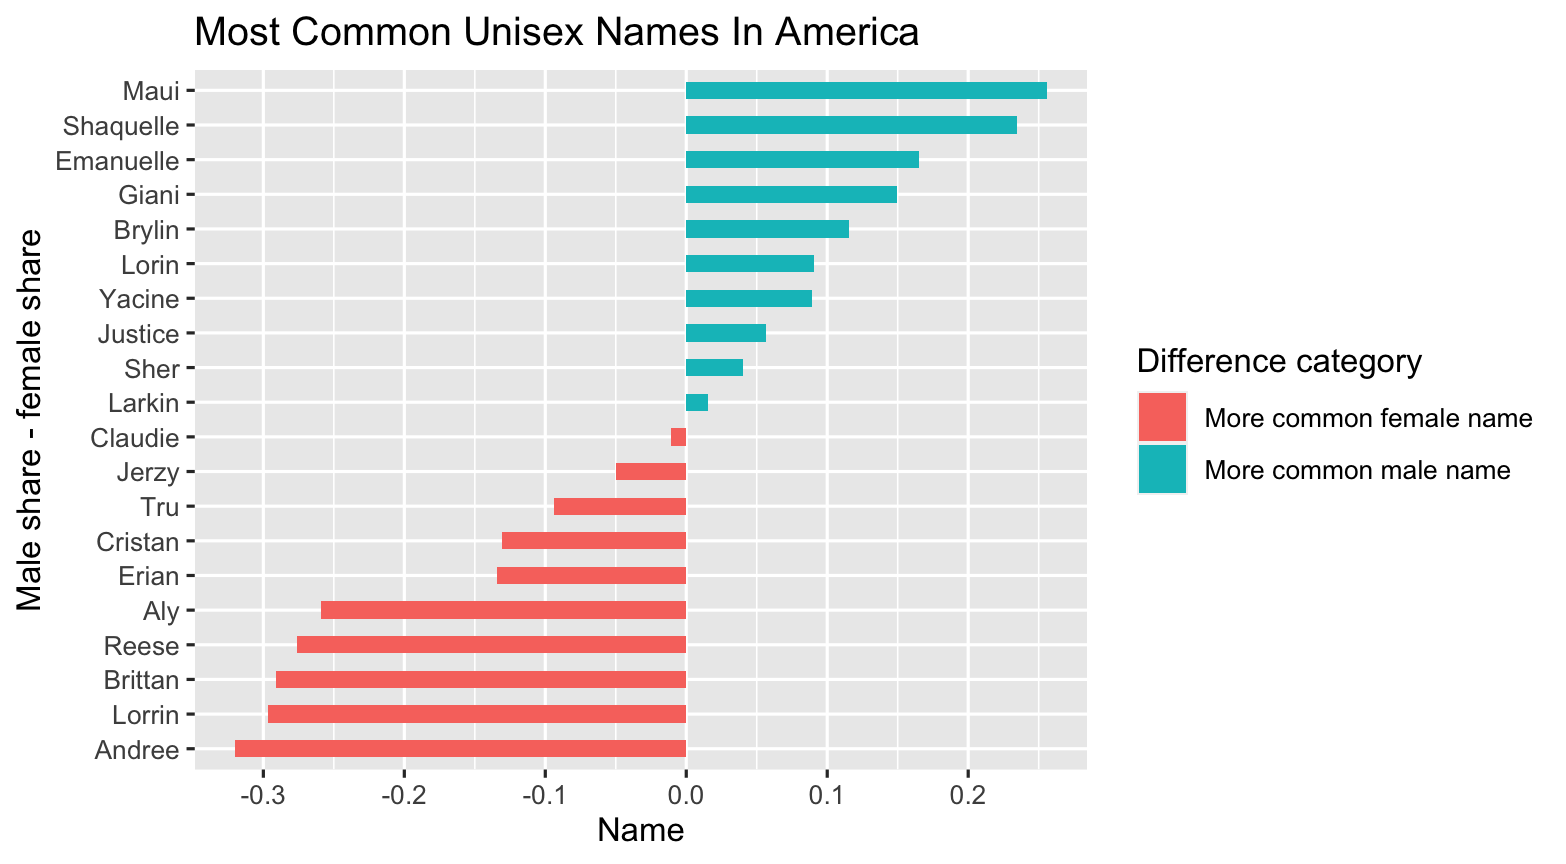 Most Common Unisex Names In America
Male share - female share
Maui
Shaquelle
Emanuelle
Giani
Brylin
Lorin
Yacine
Justice
Sher
Larkin
Claudie
Jerzy
Tru
Cristan
Erian
Aly
Reese
Brittan
Lorrin
Andree
-0.3 -0.2 -0.1 0.0 0.1 0.2
Name
Difference category
More common female name
More common male name